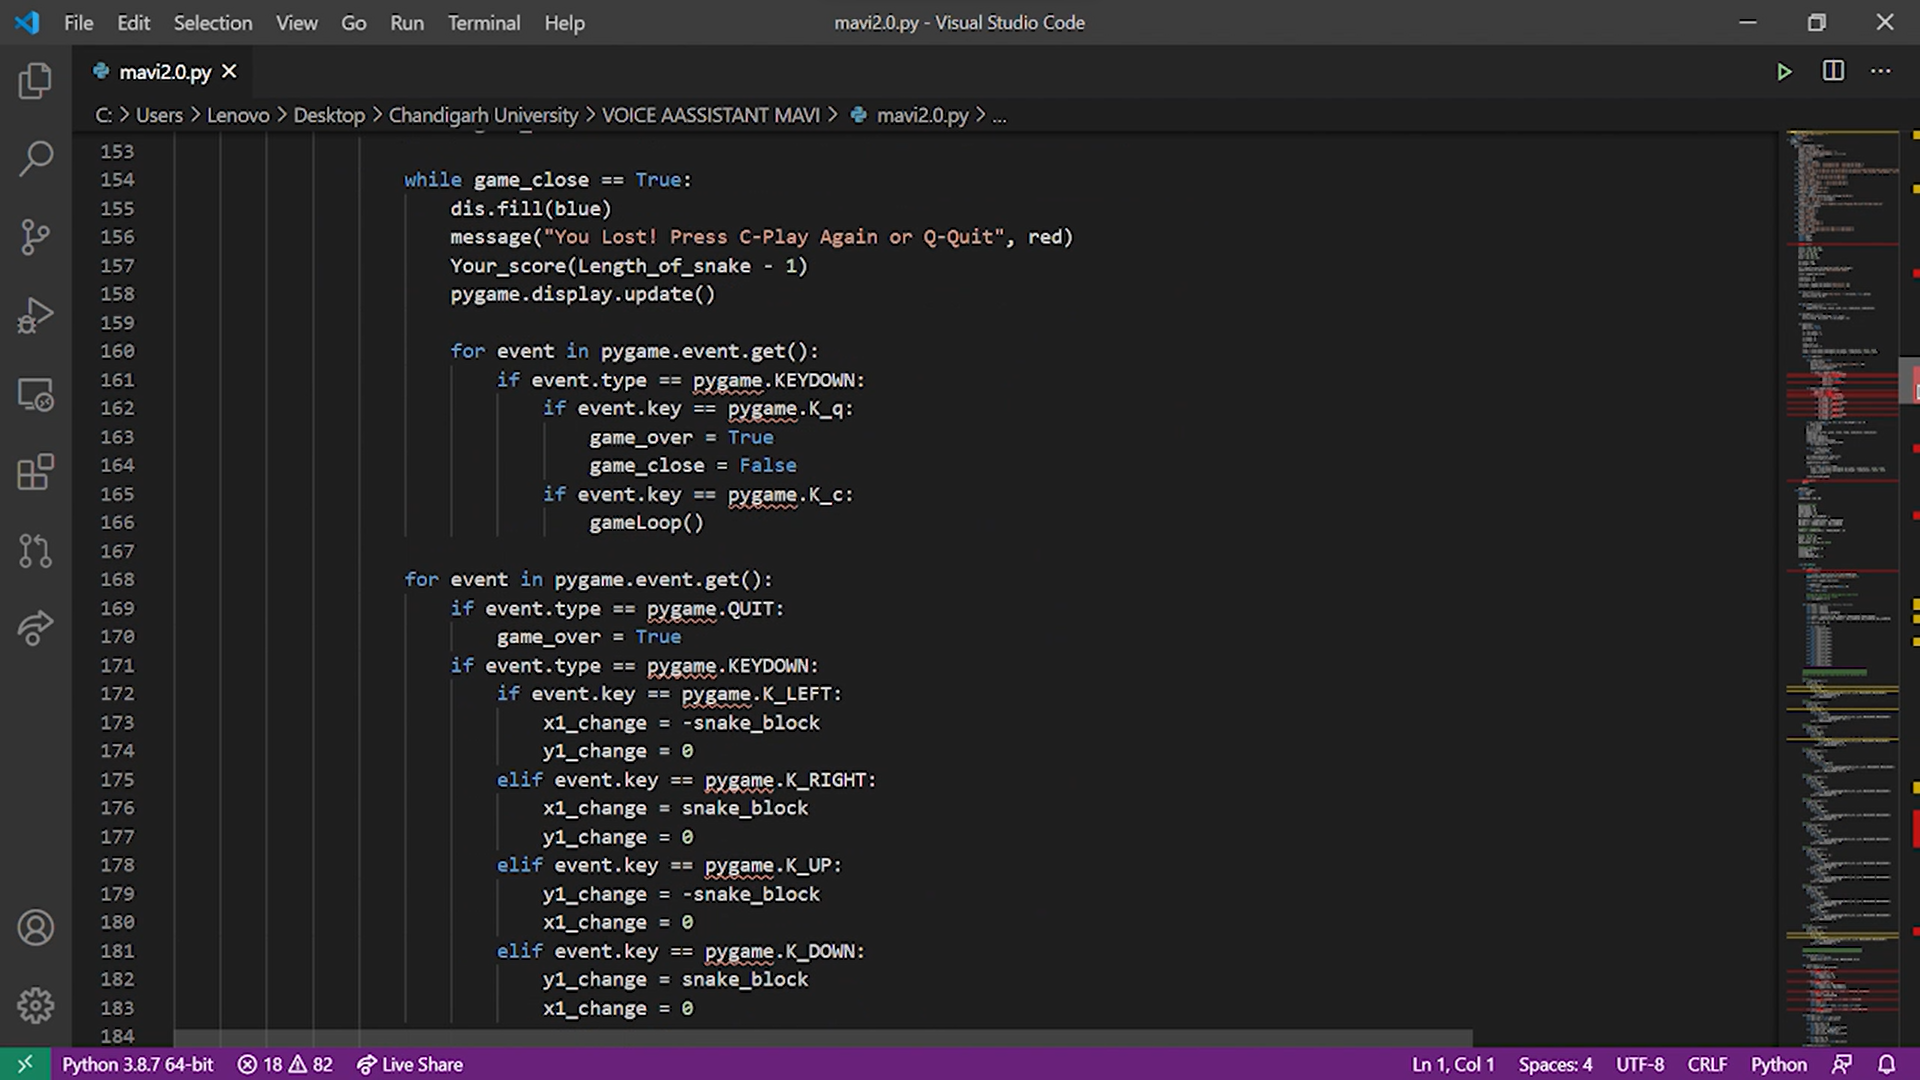 File Edit Selection View Go Run Terminal Help mavi2.0.py - Visual Studio Code
mavi2.0.py
C: > Users > Lenovo > Desktop > Chandigarh University > VOICE AASSISTANT MAVI > mavi2.0.py > ...
153
154 while game_close == True:
155 dis.fill(blue)
156 message("You Lost! Press C-Play Again or Q-Quit", red)
157 Your_score(Length_of_snake - 1)
158 pygame.display.update()
159
160 for event in pygame.event.get():
161 if event.type == pygame.KEYDOWN:
162 if event.key == pygame.K_q:
163 game_over = True
164 game_close = False
165 if event.key == pygame.K_c:
166 gameLoop()
167
168 for event in pygame.event.get():
169 if event.type == pygame.QUIT:
170 game_over = True
171 if event.type == pygame.KEYDOWN:
172 if event.key == pygame.K_LEFT:
173 x1_change = -snake_block
174 y1_change = 0
175 elif event.key == pygame.K_RIGHT:
176 x1_change = snake_block
177 y1_change = 0
178 elif event.key == pygame.K_UP:
179 y1_change = -snake_block
180 x1_change = 0
181 elif event.key == pygame.K_DOWN:
182 y1_change = snake_block
183 x1_change = 0
184
Python 3.8.7 64-bit 18 82 Live Share Ln 1, Col 1 Spaces: 4 UTF-8 CRLF Python